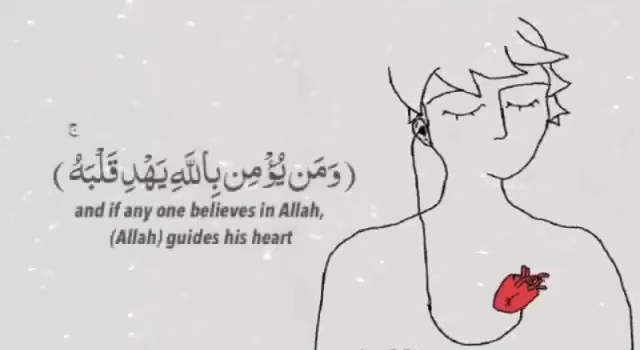 (وَمَن يُؤْمِن بِاللَّهِ يَهْدِ قَلْبَهُ ۚ)
and if any one believes in Allah,
(Allah) guides his heart